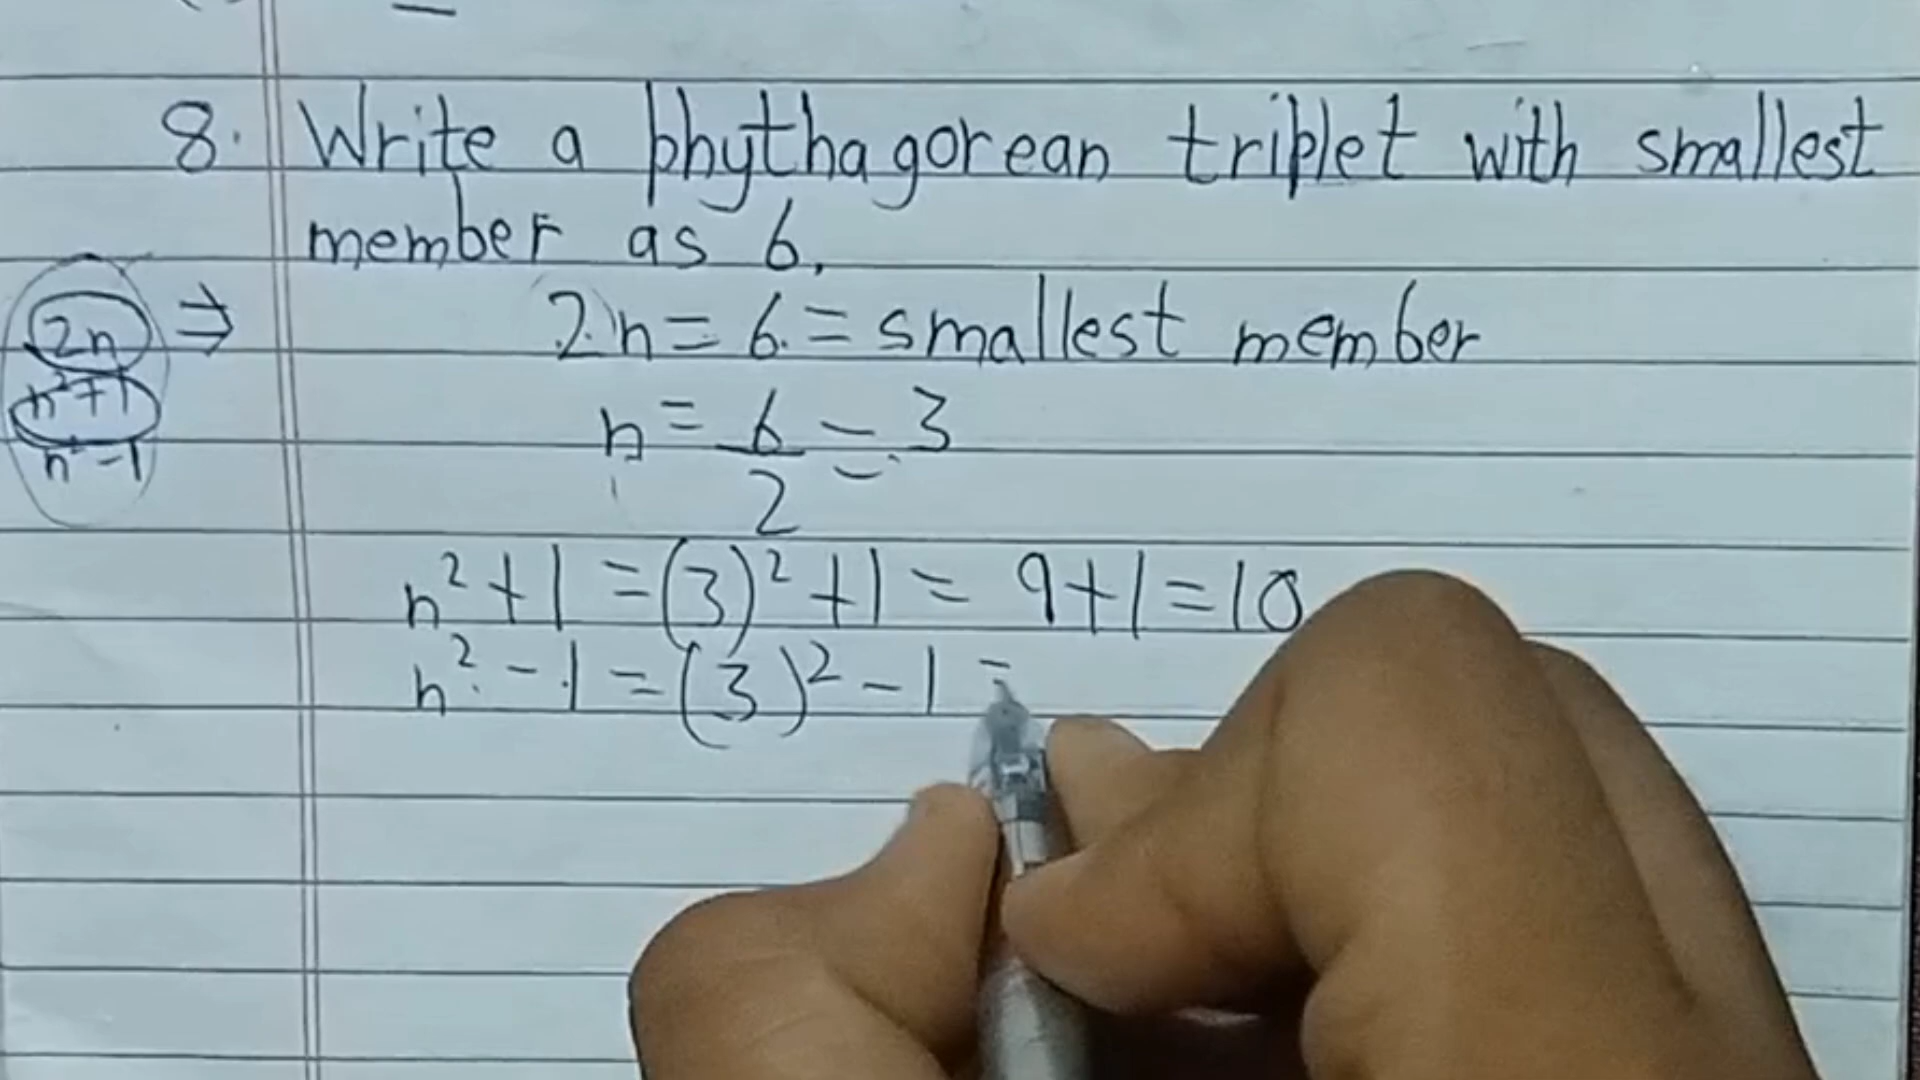 8. Write a phythagorean triplet with smallest
member as 6.
2n ⇒ 2n = 6 = smallest member
n²+1
n²-1
n = 6/2 = 3
n²+1 = (3)²+1 = 9+1 = 10
n²-1 = (3)²-1 =